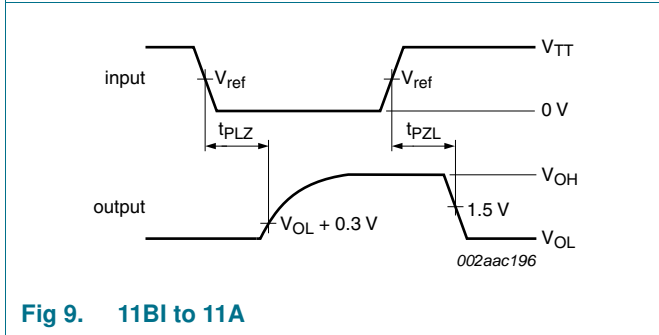 V_TT
input
V_ref
V_ref
0 V
t_PLZ
t_PZL
V_OH
output
1.5 V
V_OL + 0.3 V
V_OL
002aac196
Fig 9. 11BI to 11A